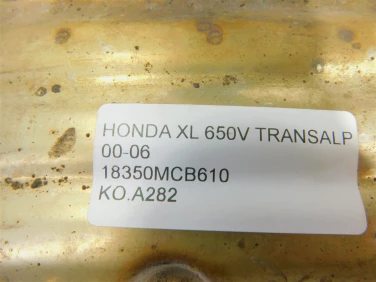 HONDA XL 650V TRANSALP
00-06
18350MCB610
KO.A282